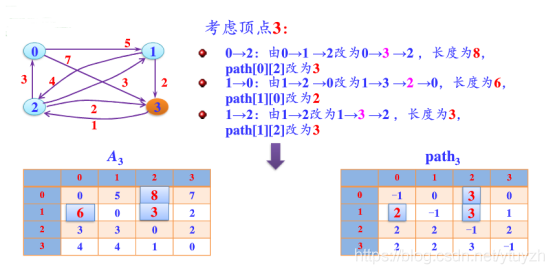 考虑顶点3:
0→2：由0→1 →2改为0→3 →2 ，长度为8，
path[0][2]改为3
1→0：由1→2 →0改为1→3 →2 →0，长度为6，
path[1][0]改为2
1→2：由1→2改为1→3 →2 ，长度为3，
path[1][2]改为3
0 5 1
7
3 4 3 2
2 2 3
1
A3
0 1 2 3
0 0 5 8 7
1 6 0 3 2
2 3 3 0 2
3 4 4 1 0
path3
0 1 2 3
0 −1 0 3 0
1 2 −1 3 1
2 2 2 −1 2
3 2 2 3 −1
https://blog.csdn.net/ytuyzh